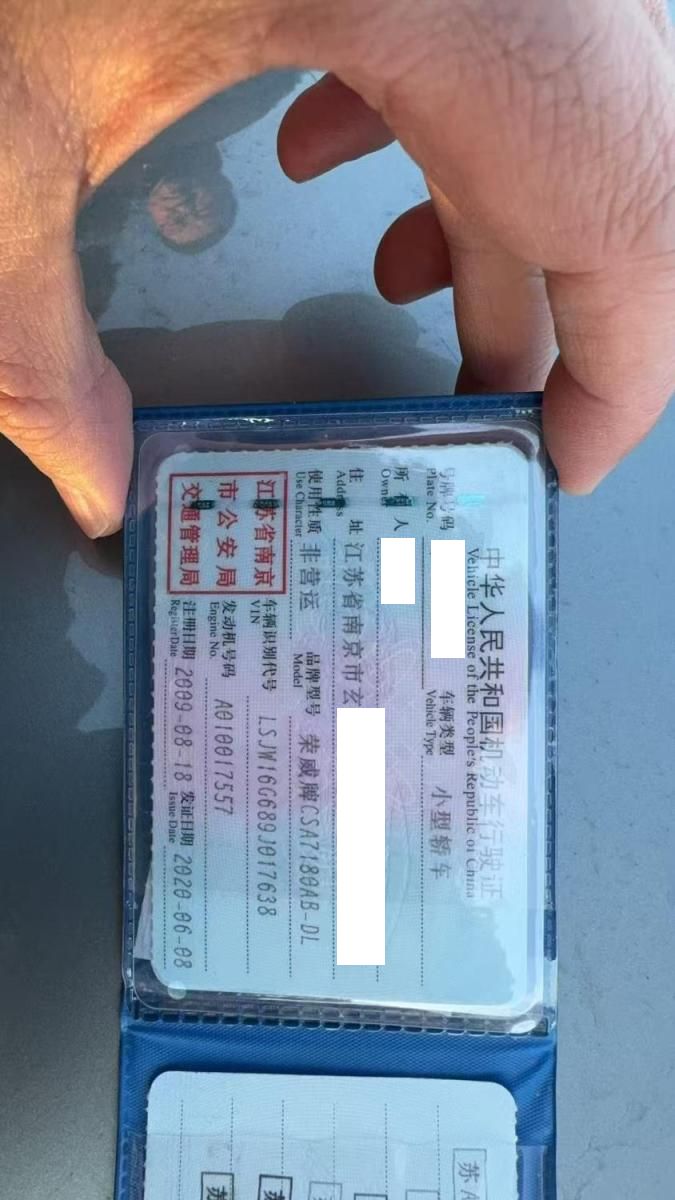 中华人民共和国机动车行驶证
Vehicle License of the People's Republic of China
号牌号码 车辆类型 小型轿车
Plate No. Vehicle Type
所有人
Owner
住址 江苏省南京市玄
Address
使用性质 非营运 品牌型号 荣威牌CSA7180AB-DL
Use Character Model
江苏省南京
市公安局
交通管理局
车辆识别代号 LSJW16G689J017638
VIN
发动机号码 A010017557
Engine No.
注册日期 2009-08-18 发证日期 2020-06-08
Register Date Issue Date
苏A
苏